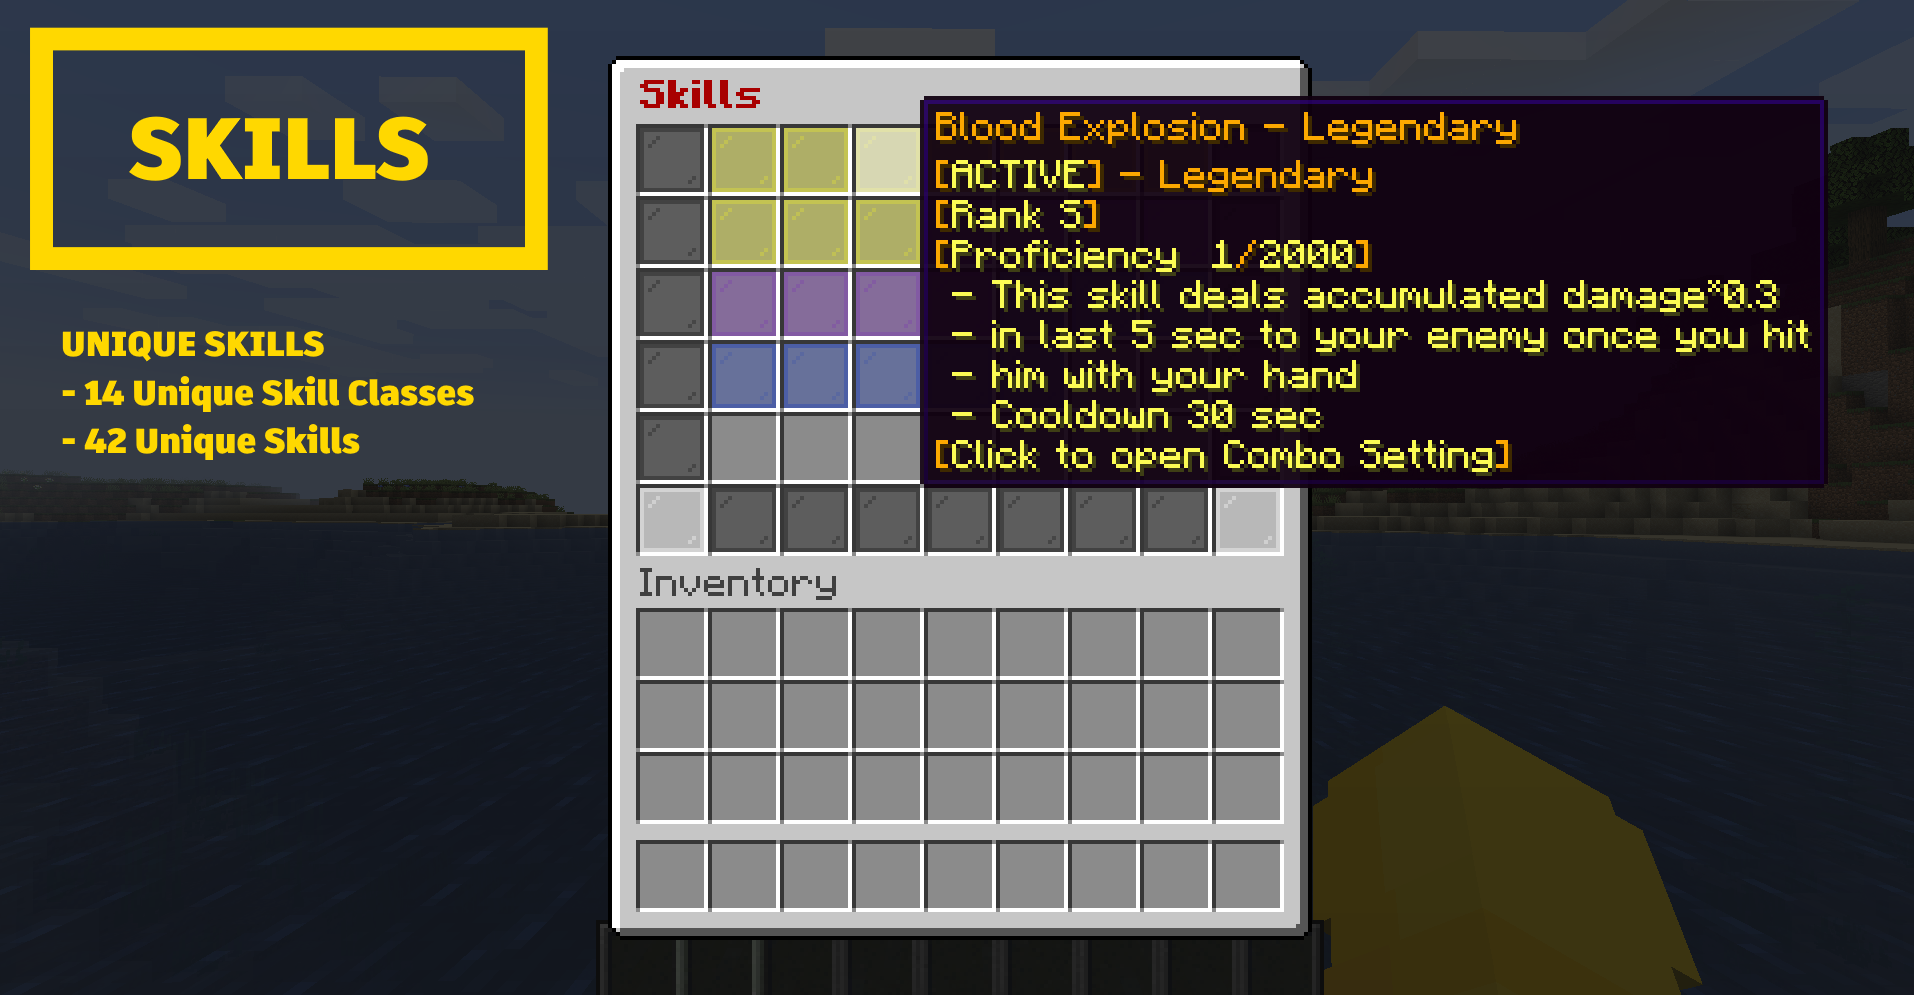 SKILLS
UNIQUE SKILLS
- 14 Unique Skill Classes
- 42 Unique Skills
Skills
Blood Explosion - Legendary
[ACTIVE] - Legendary
[Rank S]
[Proficiency 1/2000]
- This skill deals accumulated damage*0.3
- in last 5 sec to your enemy once you hit
- him with your hand
- Cooldown 30 sec
[Click to open Combo Setting]
Inventory